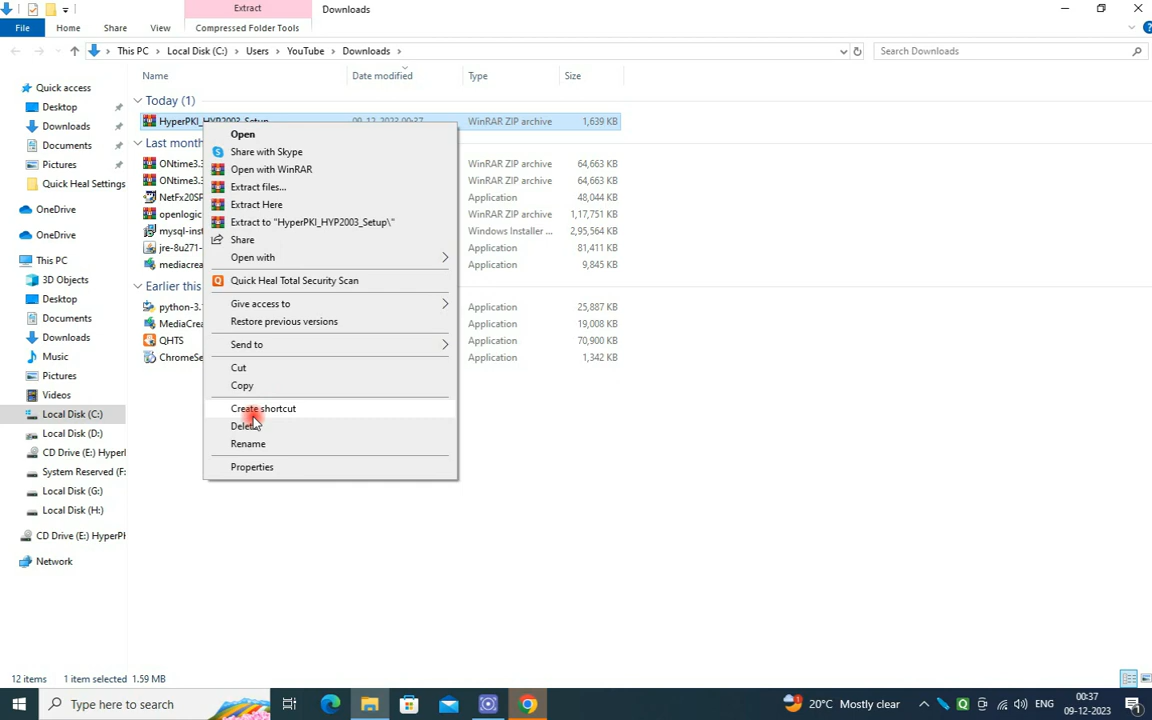 Extract
Downloads
File
Home
Share
View
Compressed Folder Tools
This PC
Local Disk (C:)
Users
YouTube
Downloads
Search Downloads
Name
Date modified
Type
Size
Quick access
Desktop
Downloads
Documents
Pictures
Quick Heal Settings
OneDrive
OneDrive
This PC
3D Objects
Desktop
Documents
Downloads
Music
Pictures
Videos
Local Disk (C:)
Local Disk (D:)
CD Drive (E:) HyperI
System Reserved (F:
Local Disk (G:)
Local Disk (H:)
CD Drive (E:) HyperPK
Network
Today (1)
HyperPKI_HYP2003_Setup 09-12-2023 00:37 WinRAR ZIP archive 1,639 KB
Last month
ONtime3.3 WinRAR ZIP archive 64,663 KB
ONtime3.3 WinRAR ZIP archive 64,663 KB
NetFx20SP Application 48,044 KB
openlogic WinRAR ZIP archive 1,17,751 KB
mysql-inst Windows Installer ... 2,95,564 KB
jre-8u271- Application 81,411 KB
mediacrea Application 9,845 KB
Earlier this
python-3. Application 25,887 KB
MediaCrea Application 19,008 KB
QHTS Application 70,900 KB
ChromeSe Application 1,342 KB
Open
Share with Skype
Open with WinRAR
Extract files...
Extract Here
Extract to "HyperPKI_HYP2003_Setup\"
Share
Open with
Quick Heal Total Security Scan
Give access to
Restore previous versions
Send to
Cut
Copy
Create shortcut
Delete
Rename
Properties
12 items 1 item selected 1.59 MB
Type here to search
20°C Mostly clear
ENG
00:37
09-12-2023
1